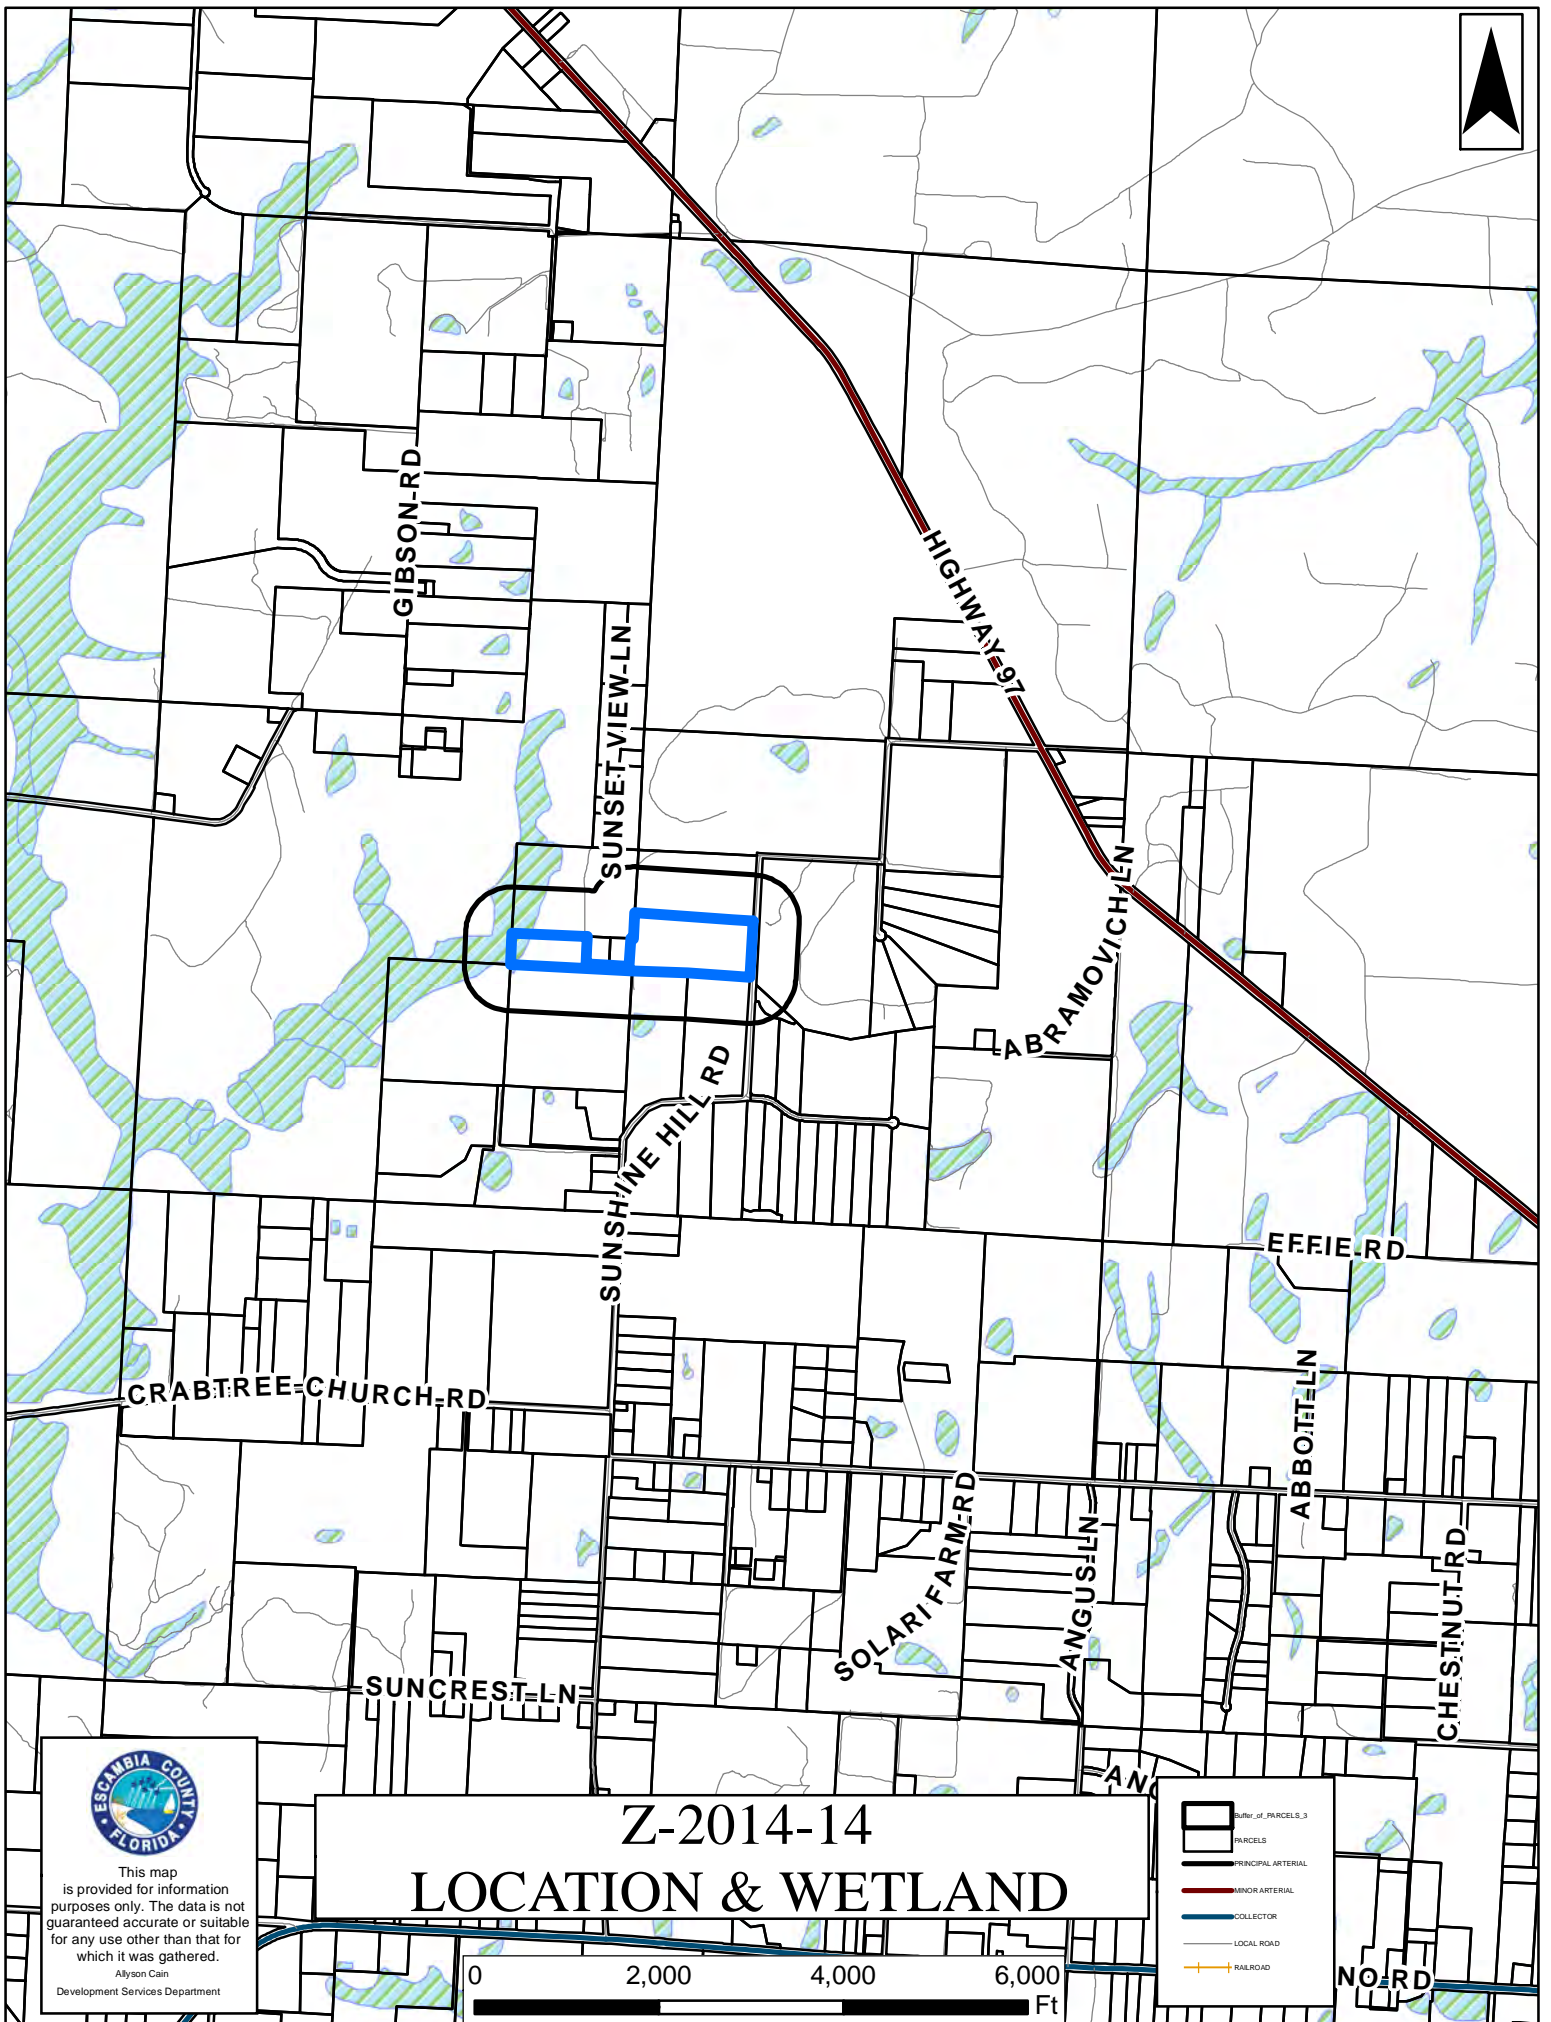 GIBSON RD
SUNSET VIEW LN
HIGHWAY 97
ABRAMOVICH LN
SUNSHINE HILL RD
EFFIE RD
CRABTREE CHURCH RD
ABBOTT LN
SOLARI FARM RD
ANGUS LN
CHESTNUT RD
SUNCREST LN
ANG
NO RD
ESCAMBIA COUNTY
FLORIDA
This map
is provided for information
purposes only. The data is not
guaranteed accurate or suitable
for any use other than that for
which it was gathered.
Allyson Cain
Development Services Department
Z-2014-14
LOCATION & WETLAND
Buffer_of_PARCELS_3
PARCELS
PRINCIPAL ARTERIAL
MINOR ARTERIAL
COLLECTOR
LOCAL ROAD
RAILROAD
0 2,000 4,000 6,000
Ft